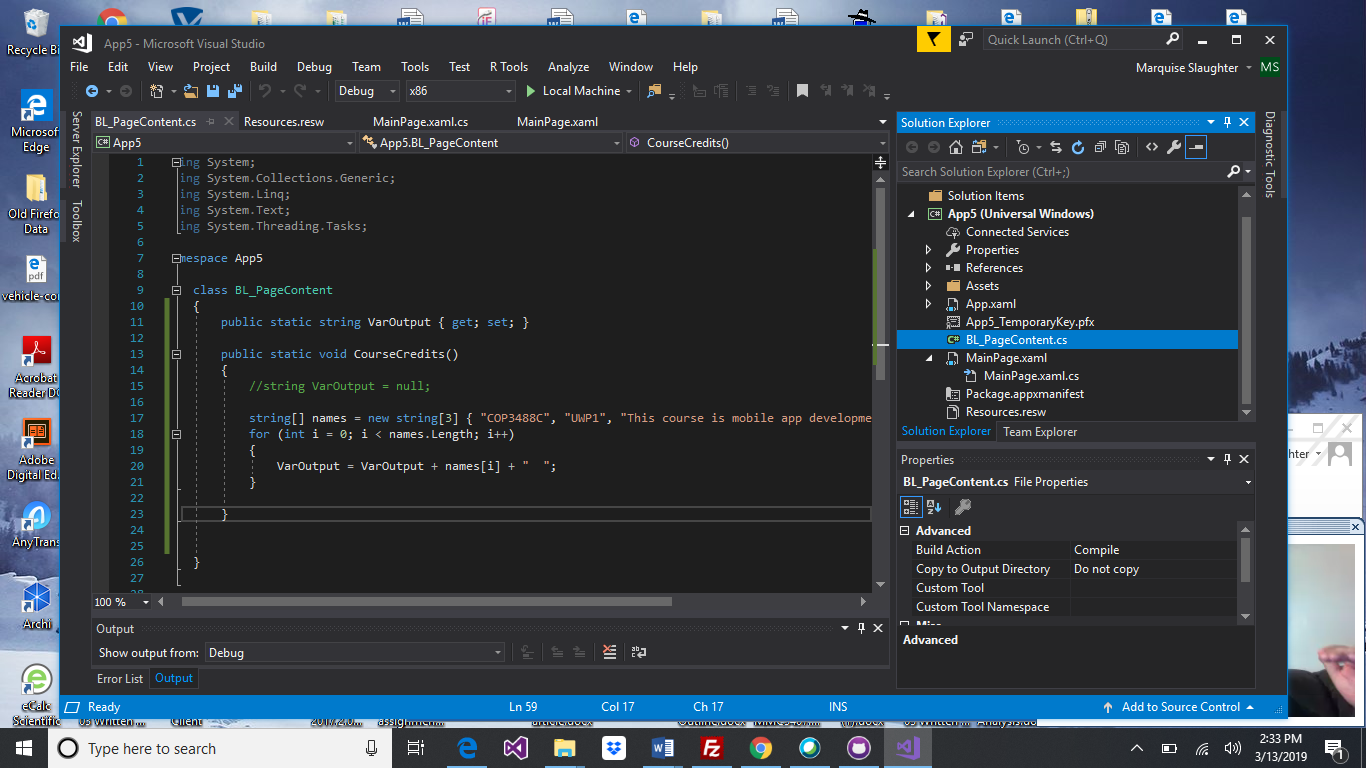 Recycle Bi
App5 - Microsoft Visual Studio
Quick Launch (Ctrl+Q)
File Edit View Project Build Debug Team Tools Test R Tools Analyze Window Help
Marquise Slaughter MS
Debug x86 Local Machine
Microsof
Edge
Old Firefo
Data
pdf
vehicle-co
Acrobat
Reader DC
Adobe
Digital Ed.
AnyTrans
Archi
eCalc
Scientific
Server Explorer
Toolbox
BL_PageContent.cs Resources.resw MainPage.xaml.cs MainPage.xaml
App5 App5.BL_PageContent CourseCredits()
1 ing System;
2 ing System.Collections.Generic;
3 ing System.Linq;
4 ing System.Text;
5 ing System.Threading.Tasks;
6
7 mespace App5
8
9 class BL_PageContent
10 {
11 public static string VarOutput { get; set; }
12
13 public static void CourseCredits()
14 {
15 //string VarOutput = null;
16
17 string[] names = new string[3] { "COP3488C", "UWP1", "This course is mobile app developme
18 for (int i = 0; i < names.Length; i++)
19 {
20 VarOutput = VarOutput + names[i] + "  ";
21 }
22
23 }
24
25
26 }
27
28
100 %
Output
Show output from: Debug
Error List Output
Solution Explorer
Search Solution Explorer (Ctrl+;)
Solution Items
App5 (Universal Windows)
Connected Services
Properties
References
Assets
App.xaml
App5_TemporaryKey.pfx
BL_PageContent.cs
MainPage.xaml
MainPage.xaml.cs
Package.appxmanifest
Resources.resw
Solution Explorer Team Explorer
Properties
BL_PageContent.cs File Properties
Advanced
Build Action Compile
Copy to Output Directory Do not copy
Custom Tool
Custom Tool Namespace
Misc
Advanced
Diagnostic Tools
hter
Ready Ln 59 Col 17 Ch 17 INS Add to Source Control
Type here to search
2:33 PM
3/13/2019
1